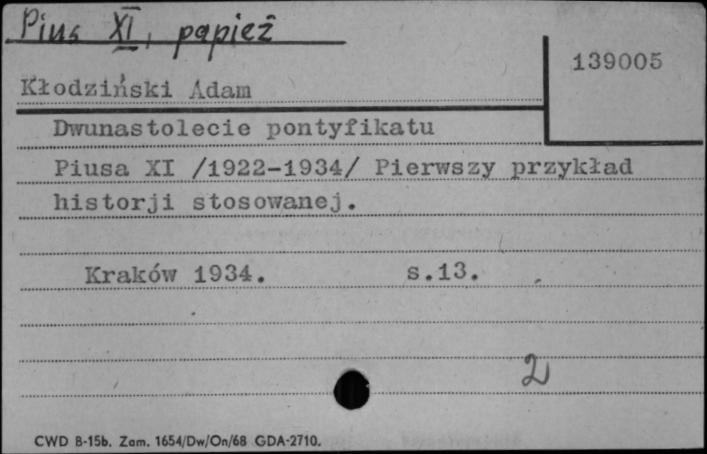 Pius XI, papież
139005
Kłodziński Adam
Dwunastolecie pontyfikatu
Piusa XI /1922-1934/ Pierwszy przykład
historji stosowanej.
Kraków 1934. s.13.
2
CWD B-15b. Zam. 1654/Dw/On/68 GDA-2710.